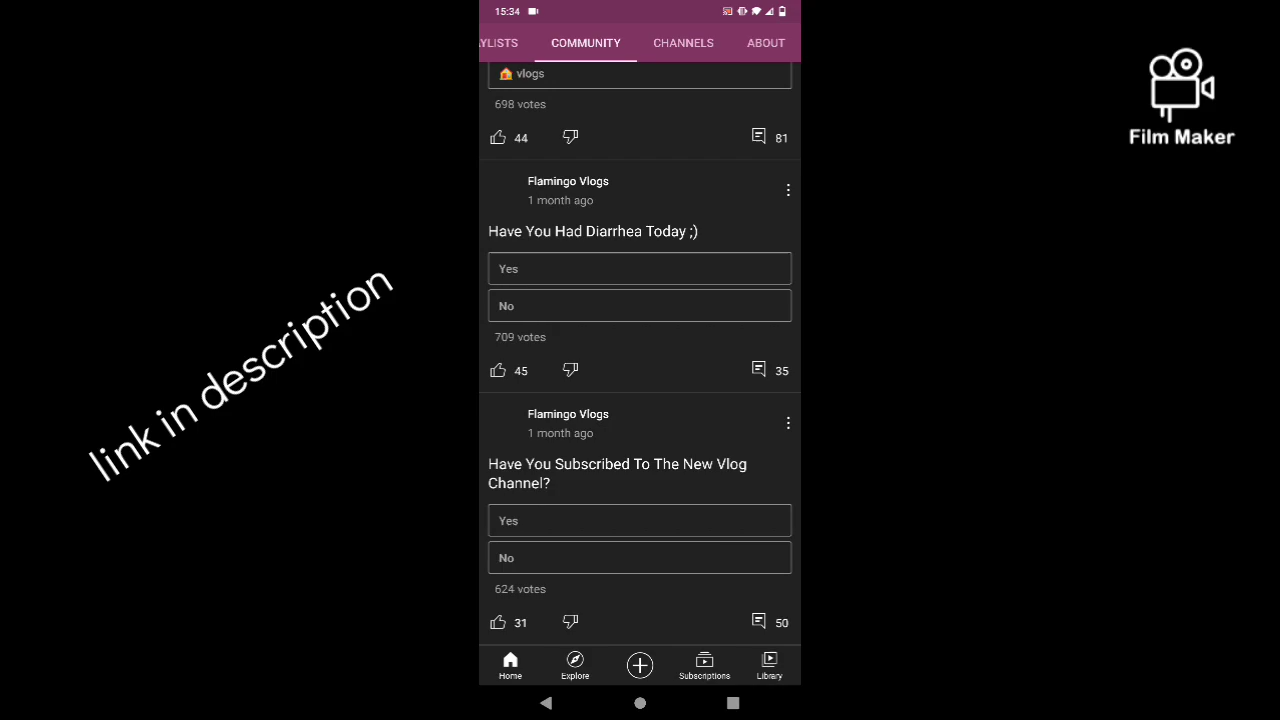 15:34
YLISTS COMMUNITY CHANNELS ABOUT
vlogs
698 votes
44 81
Flamingo Vlogs
1 month ago
Have You Had Diarrhea Today ;)
Yes
No
709 votes
45 35
Flamingo Vlogs
1 month ago
Have You Subscribed To The New Vlog
Channel?
Yes
No
624 votes
31 50
Home Explore Subscriptions Library
link in description
Film Maker